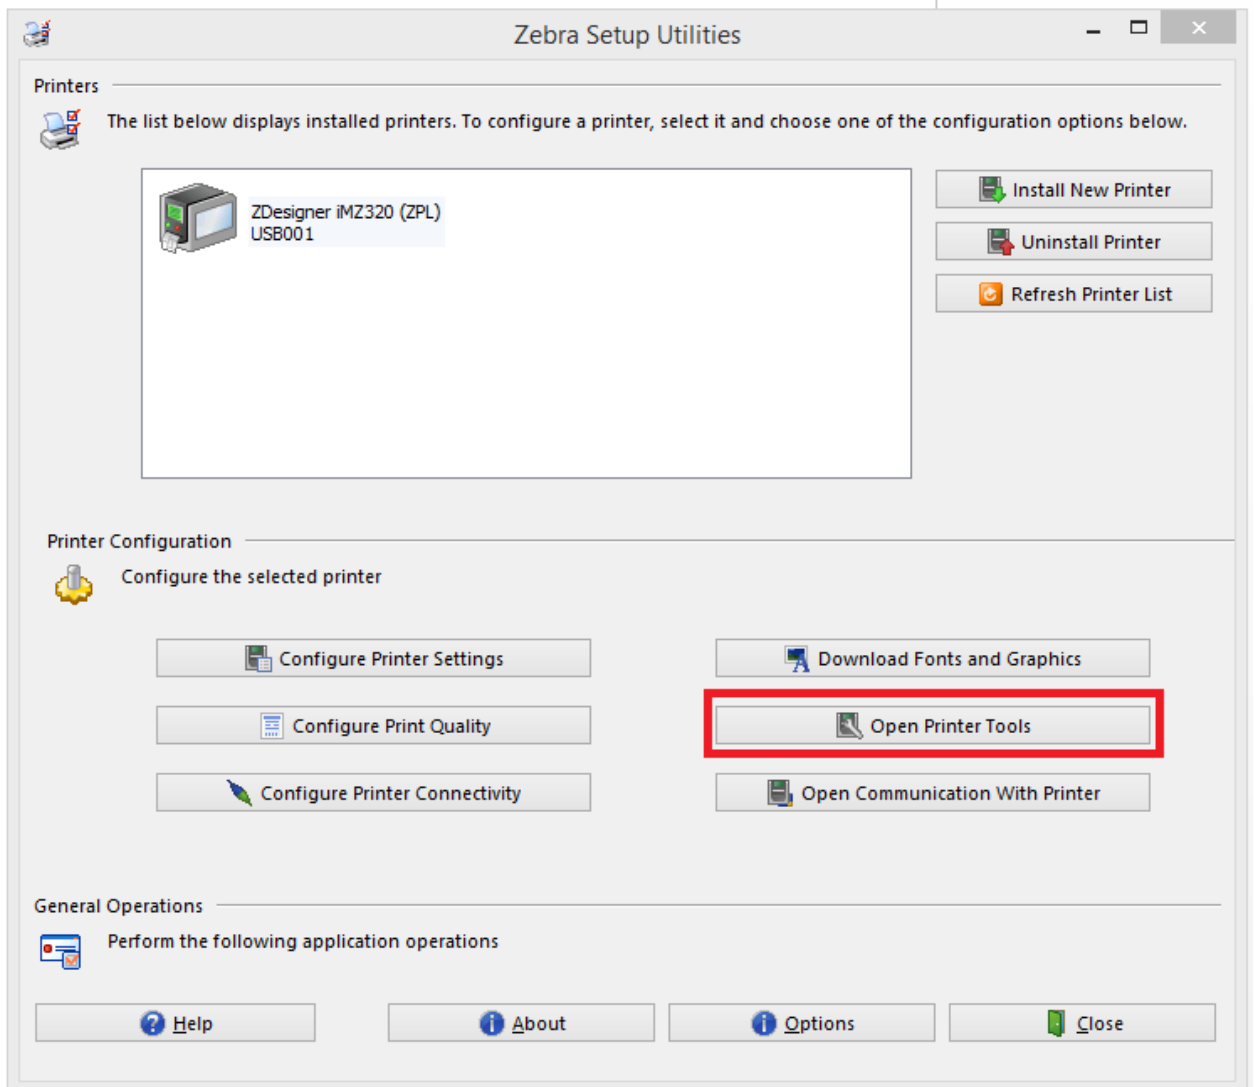 Zebra Setup Utilities
Printers
The list below displays installed printers. To configure a printer, select it and choose one of the configuration options below.
ZDesigner iMZ320 (ZPL)
USB001
Install New Printer
Uninstall Printer
Refresh Printer List
Printer Configuration
Configure the selected printer
Configure Printer Settings
Download Fonts and Graphics
Configure Print Quality
Open Printer Tools
Configure Printer Connectivity
Open Communication With Printer
General Operations
Perform the following application operations
Help
About
Options
Close